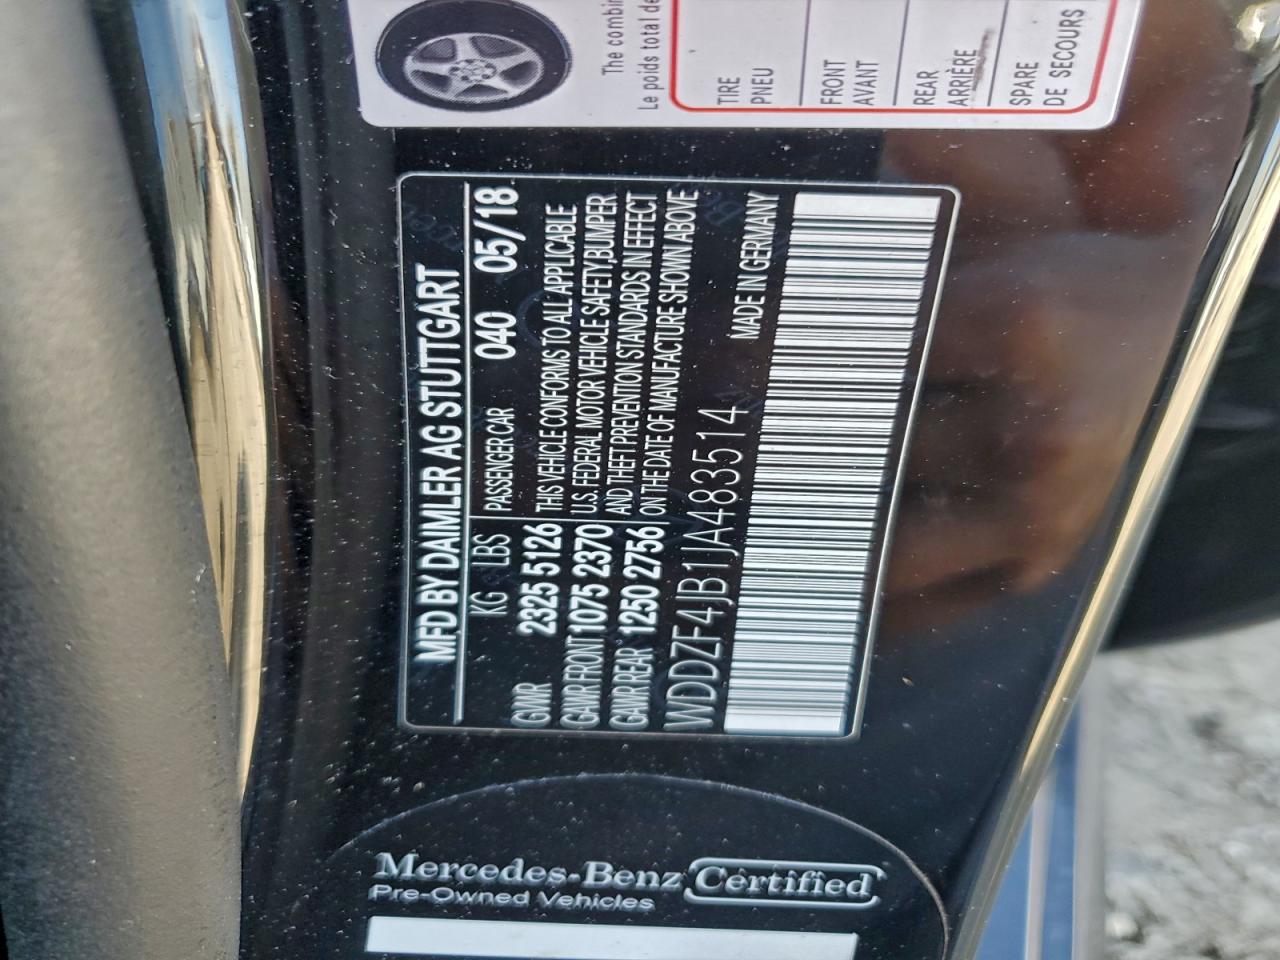 The combin
Le poids total de
TIRE
PNEU
FRONT
AVANT
REAR
ARRIÈRE
SPARE
DE SECOURS
MFD BY DAIMLER AG STUTTGART
KG LBS PASSENGER CAR 040 05/18
GVWR 2325 5126
GAWR FRONT 1075 2370
GAWR REAR 1250 2756
THIS VEHICLE CONFORMS TO ALL APPLICABLE
U.S. FEDERAL MOTOR VEHICLE SAFETY, BUMPER
AND THEFT PREVENTION STANDARDS IN EFFECT
ON THE DATE OF MANUFACTURE SHOWN ABOVE
WDDZF4JB1JA483514 MADE IN GERMANY
Mercedes-Benz Certified
Pre-Owned Vehicles